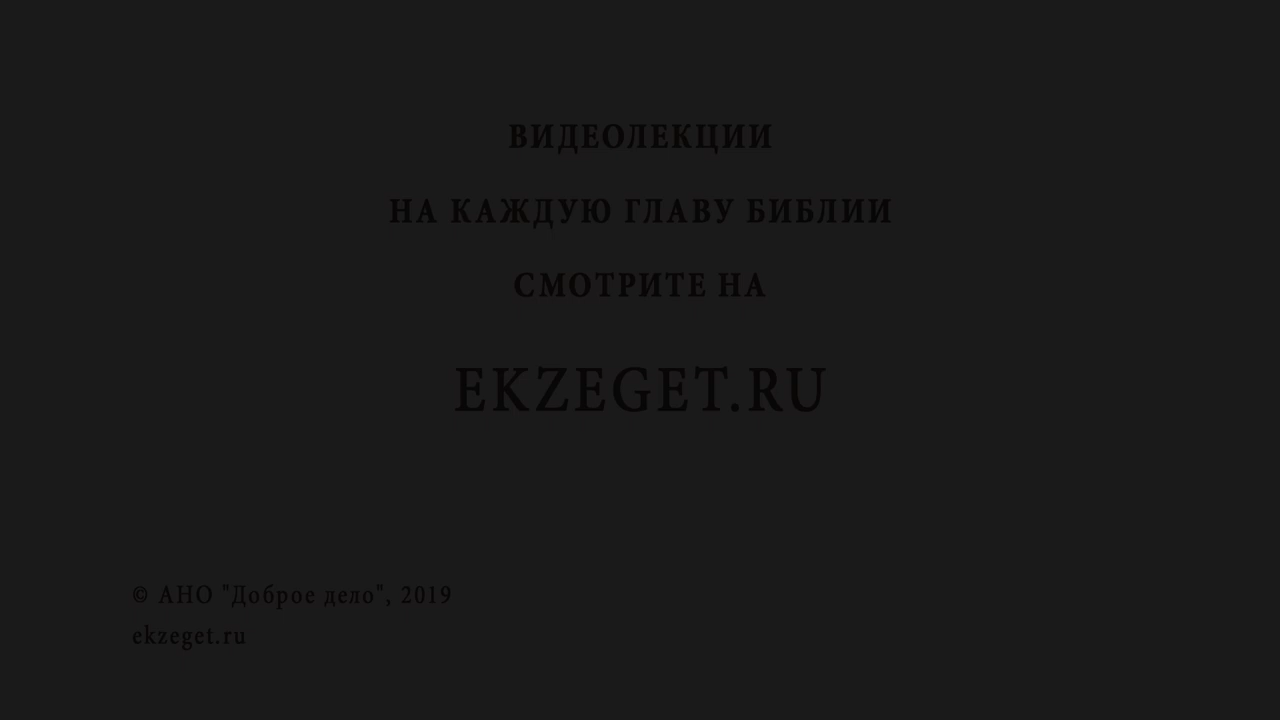 ВИДЕОЛЕКЦИИ
НА КАЖДУЮ ГЛАВУ БИБЛИИ
СМОТРИТЕ НА
EKZEGET.RU
© АНО "Доброе дело", 2019
ekzeget.ru